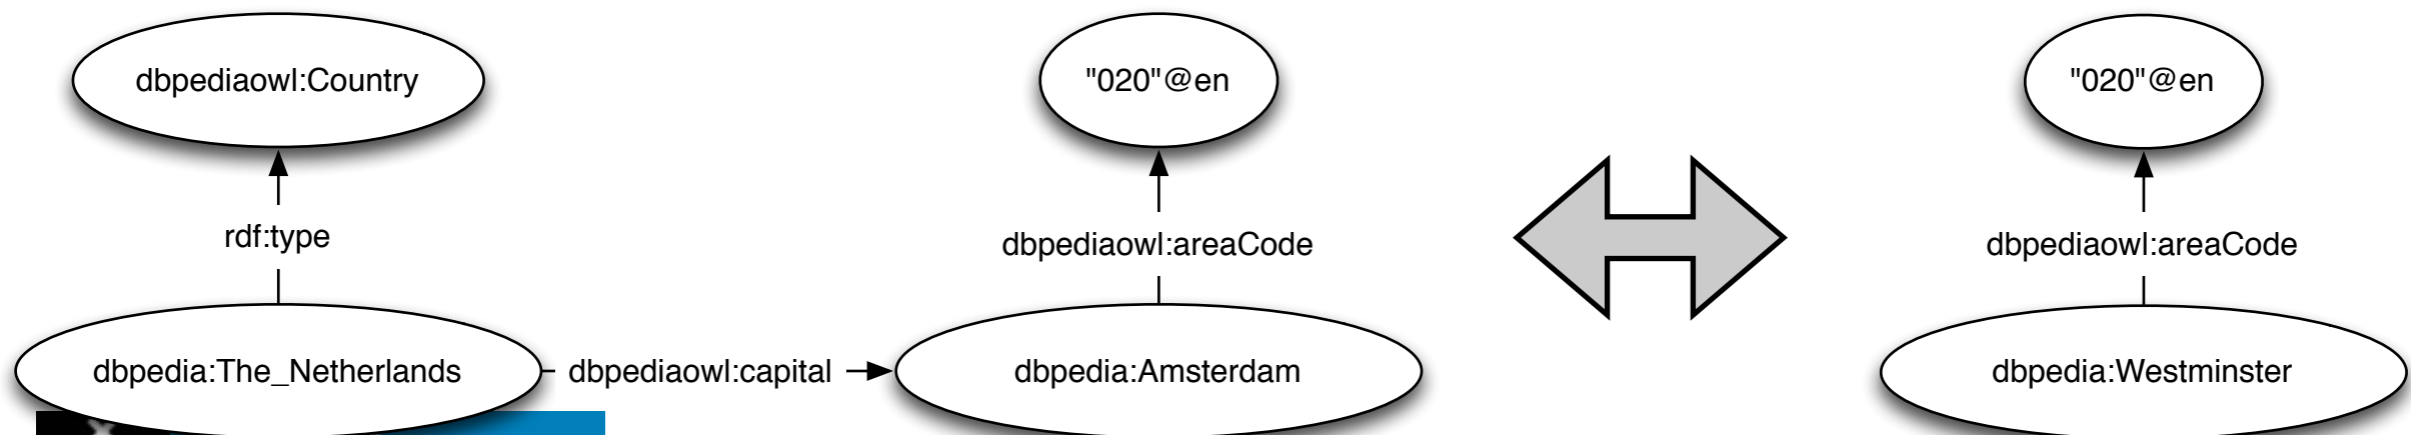 dbpediaowl:Country
"020"@en
"020"@en
rdf:type
dbpediaowl:areaCode
dbpediaowl:areaCode
dbpedia:The_Netherlands
dbpediaowl:capital
dbpedia:Amsterdam
dbpedia:Westminster